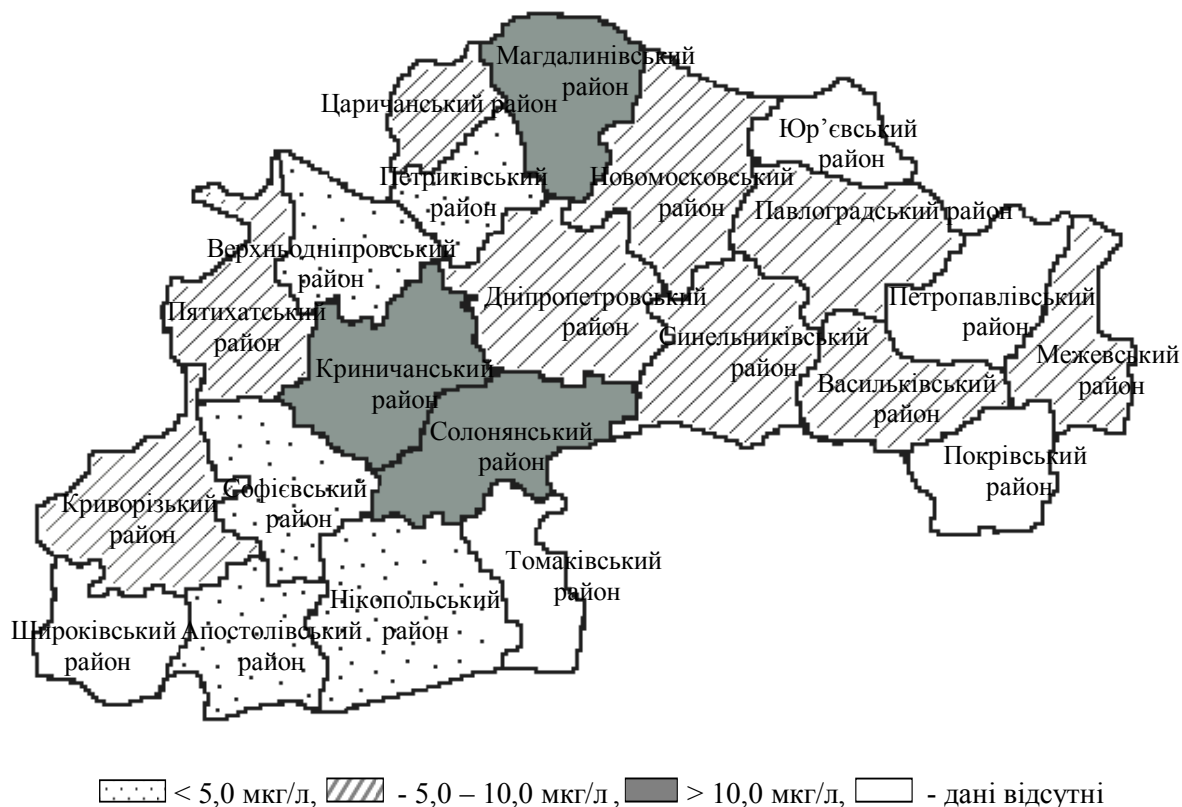 Магдалинівський
район
Царичанський район
Юр’євський
район
Петриківський
район
Новомосковський
район
Павлоградський район
Верхньодніпровський
район
Дніпропетровський
район
Петропавлівський
район
Пятихатський
район
Синельниківський
район
Межевський
район
Криничанський
район
Васильківський
район
Солонянський
район
Покрівський
район
Софієвський
район
Криворізький
район
Томаківський
район
Нікопольський
район
Широківський
район
Апостолівський
район
< 5,0 мкг/л, - 5,0 – 10,0 мкг/л , > 10,0 мкг/л, - дані відсутні